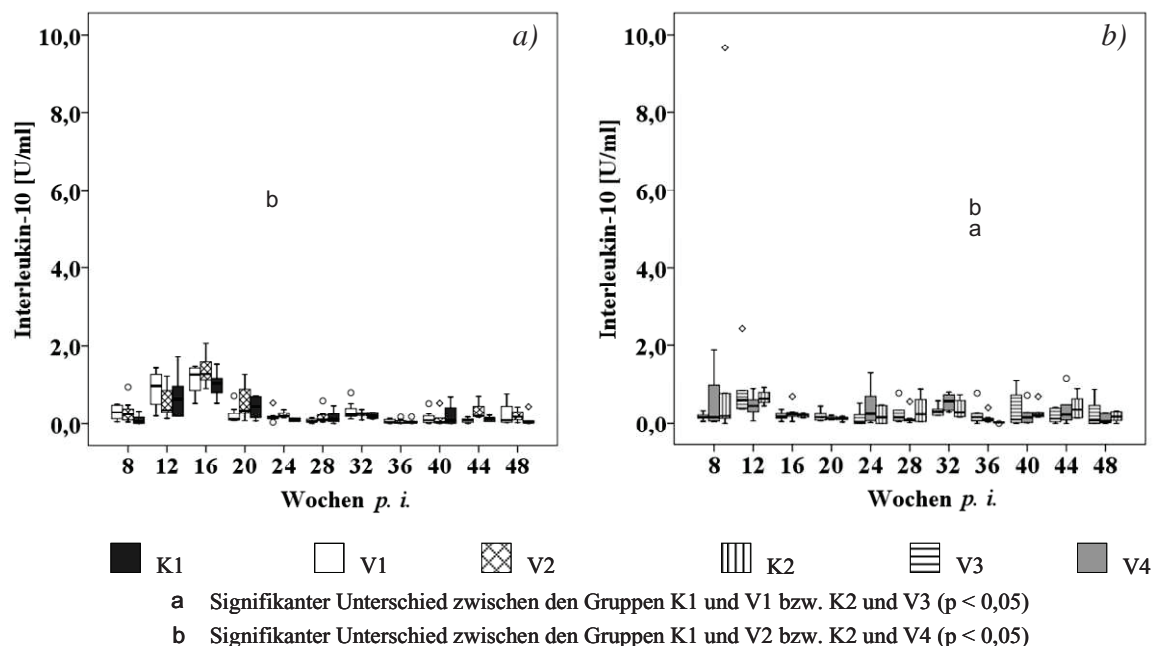 a)
10,0
8,0
6,0
4,0
2,0
0,0
Interleukin-10 [U/ml]
b
8 12 16 20 24 28 32 36 40 44 48
Wochen p. i.
b)
10,0
8,0
6,0
4,0
2,0
0,0
Interleukin-10 [U/ml]
b
a
8 12 16 20 24 28 32 36 40 44 48
Wochen p. i.
K1 V1 V2 K2 V3 V4
a Signifikanter Unterschied zwischen den Gruppen K1 und V1 bzw. K2 und V3 (p < 0,05)
b Signifikanter Unterschied zwischen den Gruppen K1 und V2 bzw. K2 und V4 (p < 0,05)